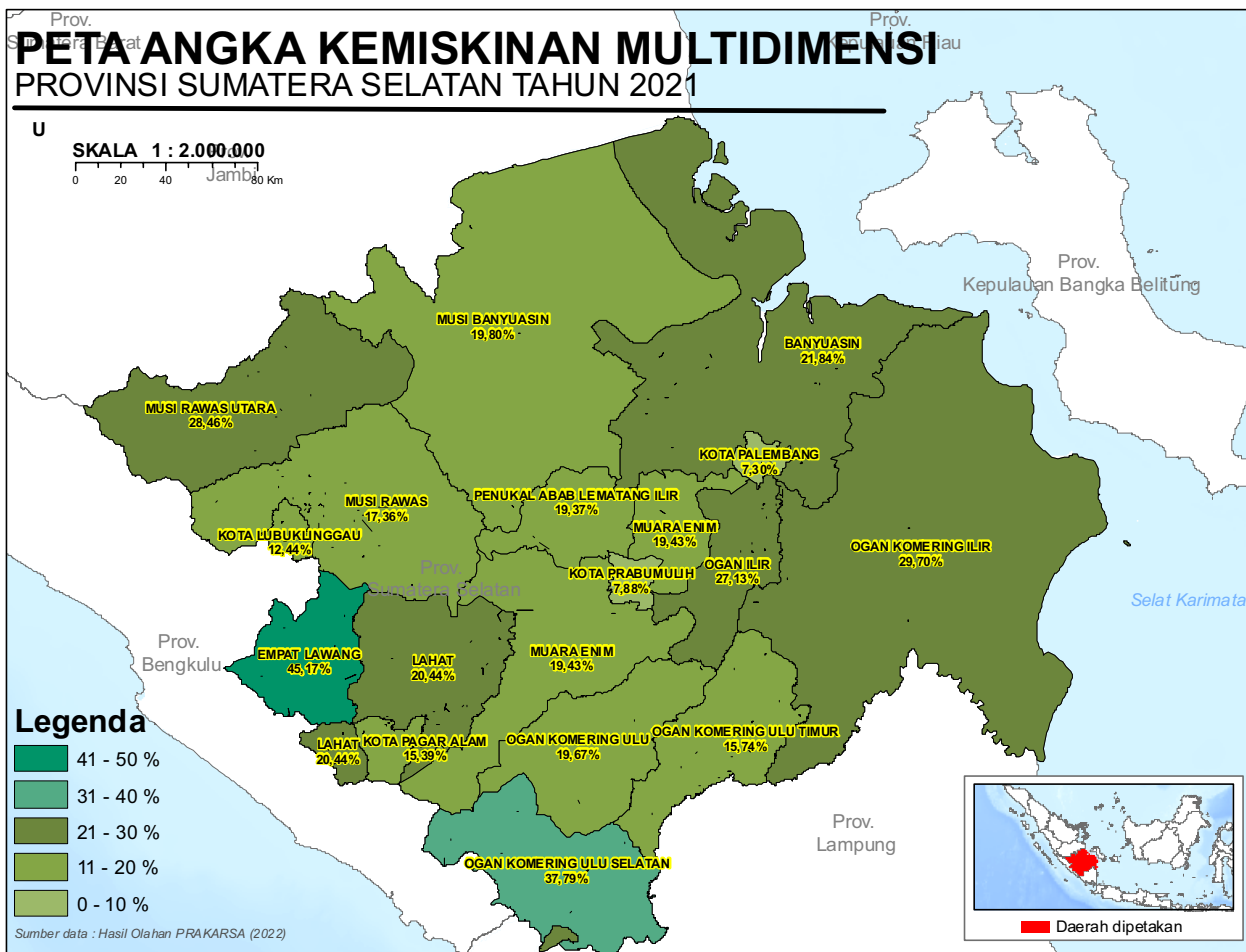 Prov.
Sumatera Barat
Prov.
Kepulauan Riau
PETA ANGKA KEMISKINAN MULTIDIMENSI
PROVINSI SUMATERA SELATAN TAHUN 2021
U
SKALA 1 : 2.000.000
Prov.
Jambi
0 20 40 80 Km
Prov.
Kepulauan Bangka Belitung
MUSI BANYUASIN
19,80%
BANYUASIN
21,84%
MUSI RAWAS UTARA
28,46%
KOTA PALEMBANG
7,30%
MUSI RAWAS
17,36%
PENUKAL ABAB LEMATANG ILIR
19,37%
MUARA ENIM
19,43%
KOTA LUBUKLINGGAU
12,44%
OGAN KOMERING ILIR
29,70%
OGAN ILIR
27,13%
KOTA PRABUMULIH
7,88%
Prov.
Sumatera Selatan
Selat Karimata
Prov.
Bengkulu
EMPAT LAWANG
45,17%
LAHAT
20,44%
MUARA ENIM
19,43%
LAHAT
20,44%
KOTA PAGAR ALAM
15,39%
OGAN KOMERING ULU
19,67%
OGAN KOMERING ULU TIMUR
15,74%
OGAN KOMERING ULU SELATAN
37,79%
Prov.
Lampung
Legenda
41 - 50 %
31 - 40 %
21 - 30 %
11 - 20 %
0 - 10 %
Sumber data : Hasil Olahan PRAKARSA (2022)
Daerah dipetakan